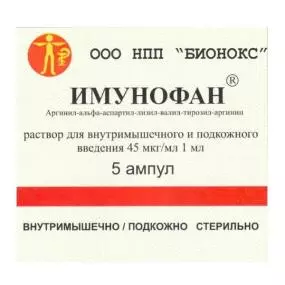 ООО НПП "БИОНОКС"
ИМУНОФАН®
Аргинил-альфа-аспартил-лизил-валил-тирозил-аргинин
раствор для внутримышечного и подкожного
введения 45 мкг/мл 1 мл
5 ампул
ВНУТРИМЫШЕЧНО / ПОДКОЖНО СТЕРИЛЬНО